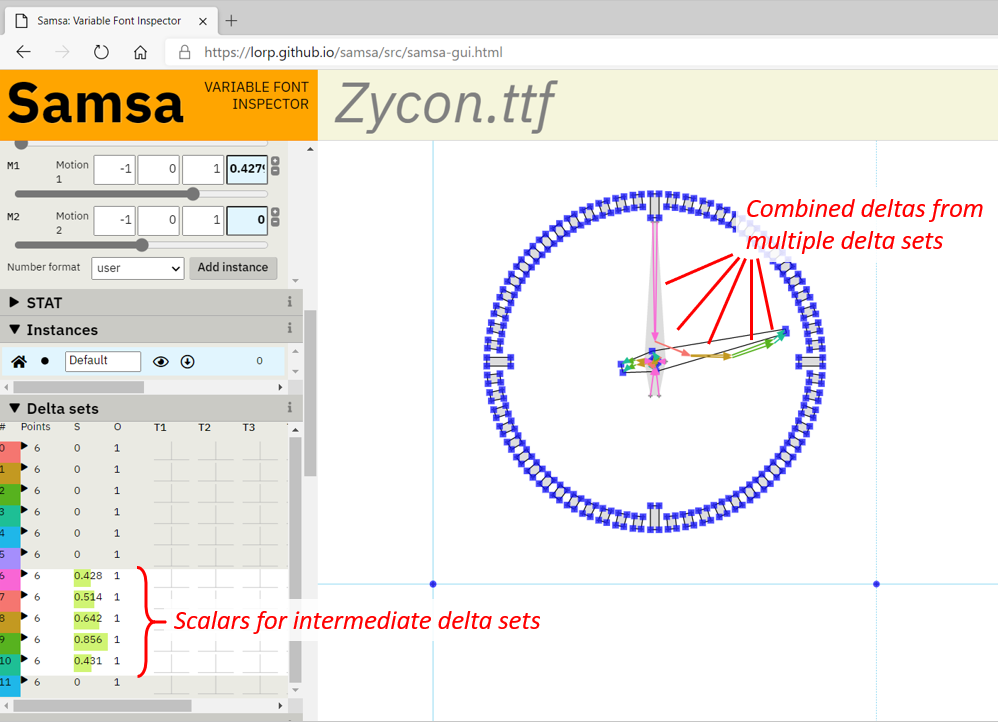 Samsa: Variable Font Inspector
https://lorp.github.io/samsa/src/samsa-gui.html
Samsa
VARIABLE FONT
INSPECTOR
Zycon.ttf
M1 Motion 1 -1 0 1
M2 Motion 2 -1 0 1 0
Number format user Add instance
STAT i
Instances i
Default 0
Delta sets i
# Points S O T1 T2 T3
0 6 0 1
1 6 0 1
2 6 0 1
3 6 0 1
4 6 0 1
5 6 0 1
6 6 0.428 1
7 6 0.514 1
8 6 0.642 1
9 6 0.856 1
10 6 0.431 1
11 6 0 1
Combined deltas from
multiple delta sets
Scalars for intermediate delta sets